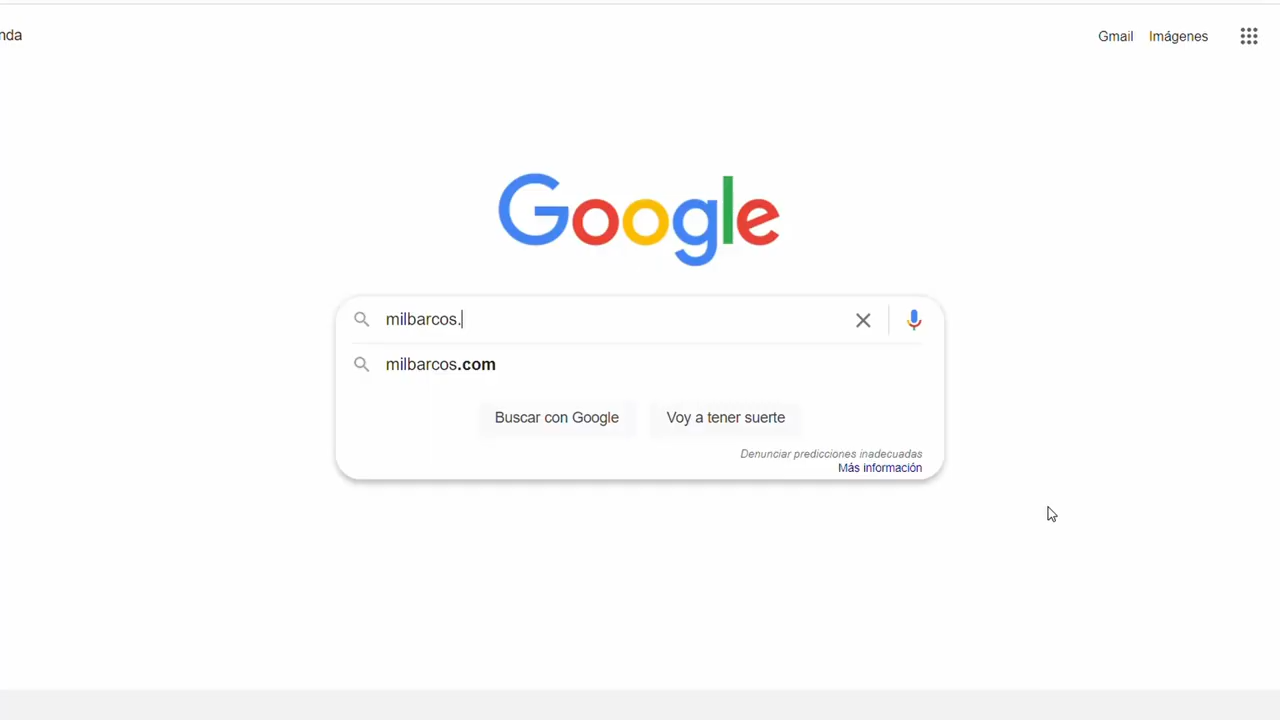 nda
Gmail Imágenes
Google
milbarcos.
milbarcos.com
Buscar con Google Voy a tener suerte
Denunciar predicciones inadecuadas
Más información